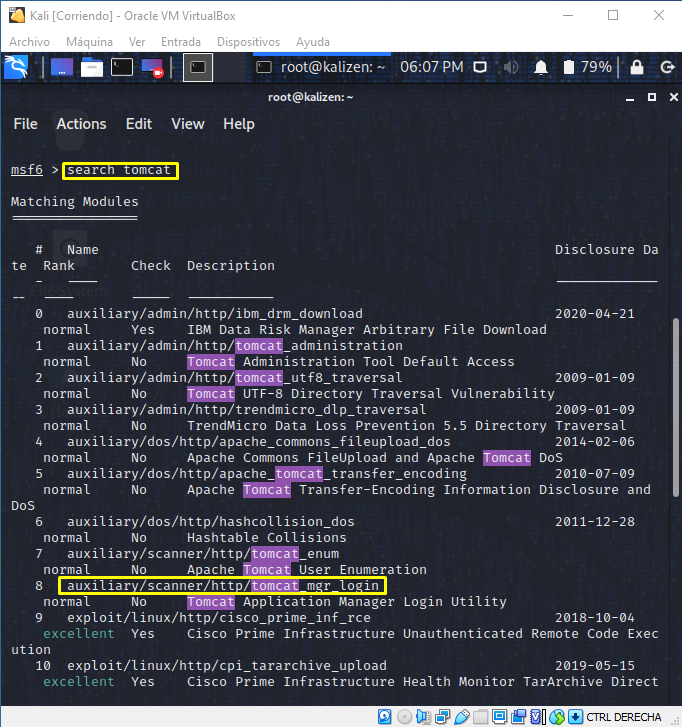 Kali [Corriendo] - Oracle VM VirtualBox
Archivo Máquina Ver Entrada Dispositivos Ayuda
root@kalizen: ~ 06:07 PM 79%
root@kalizen: ~
File Actions Edit View Help
msf6 > search tomcat
Matching Modules
================
# Name Disclosure Da
te Rank Check Description
- ---- -------------
-- ---- ----- -----------
0 auxiliary/admin/http/ibm_drm_download 2020-04-21
normal Yes IBM Data Risk Manager Arbitrary File Download
1 auxiliary/admin/http/tomcat_administration
normal No Tomcat Administration Tool Default Access
2 auxiliary/admin/http/tomcat_utf8_traversal 2009-01-09
normal No Tomcat UTF-8 Directory Traversal Vulnerability
3 auxiliary/admin/http/trendmicro_dlp_traversal 2009-01-09
normal No TrendMicro Data Loss Prevention 5.5 Directory Traversal
4 auxiliary/dos/http/apache_commons_fileupload_dos 2014-02-06
normal No Apache Commons FileUpload and Apache Tomcat DoS
5 auxiliary/dos/http/apache_tomcat_transfer_encoding 2010-07-09
normal No Apache Tomcat Transfer-Encoding Information Disclosure and
DoS
6 auxiliary/dos/http/hashcollision_dos 2011-12-28
normal No Hashtable Collisions
7 auxiliary/scanner/http/tomcat_enum
normal No Apache Tomcat User Enumeration
8 auxiliary/scanner/http/tomcat_mgr_login
normal No Tomcat Application Manager Login Utility
9 exploit/linux/http/cisco_prime_inf_rce 2018-10-04
excellent Yes Cisco Prime Infrastructure Unauthenticated Remote Code Exec
ution
10 exploit/linux/http/cpi_tararchive_upload 2019-05-15
excellent Yes Cisco Prime Infrastructure Health Monitor TarArchive Direct
CTRL DERECHA